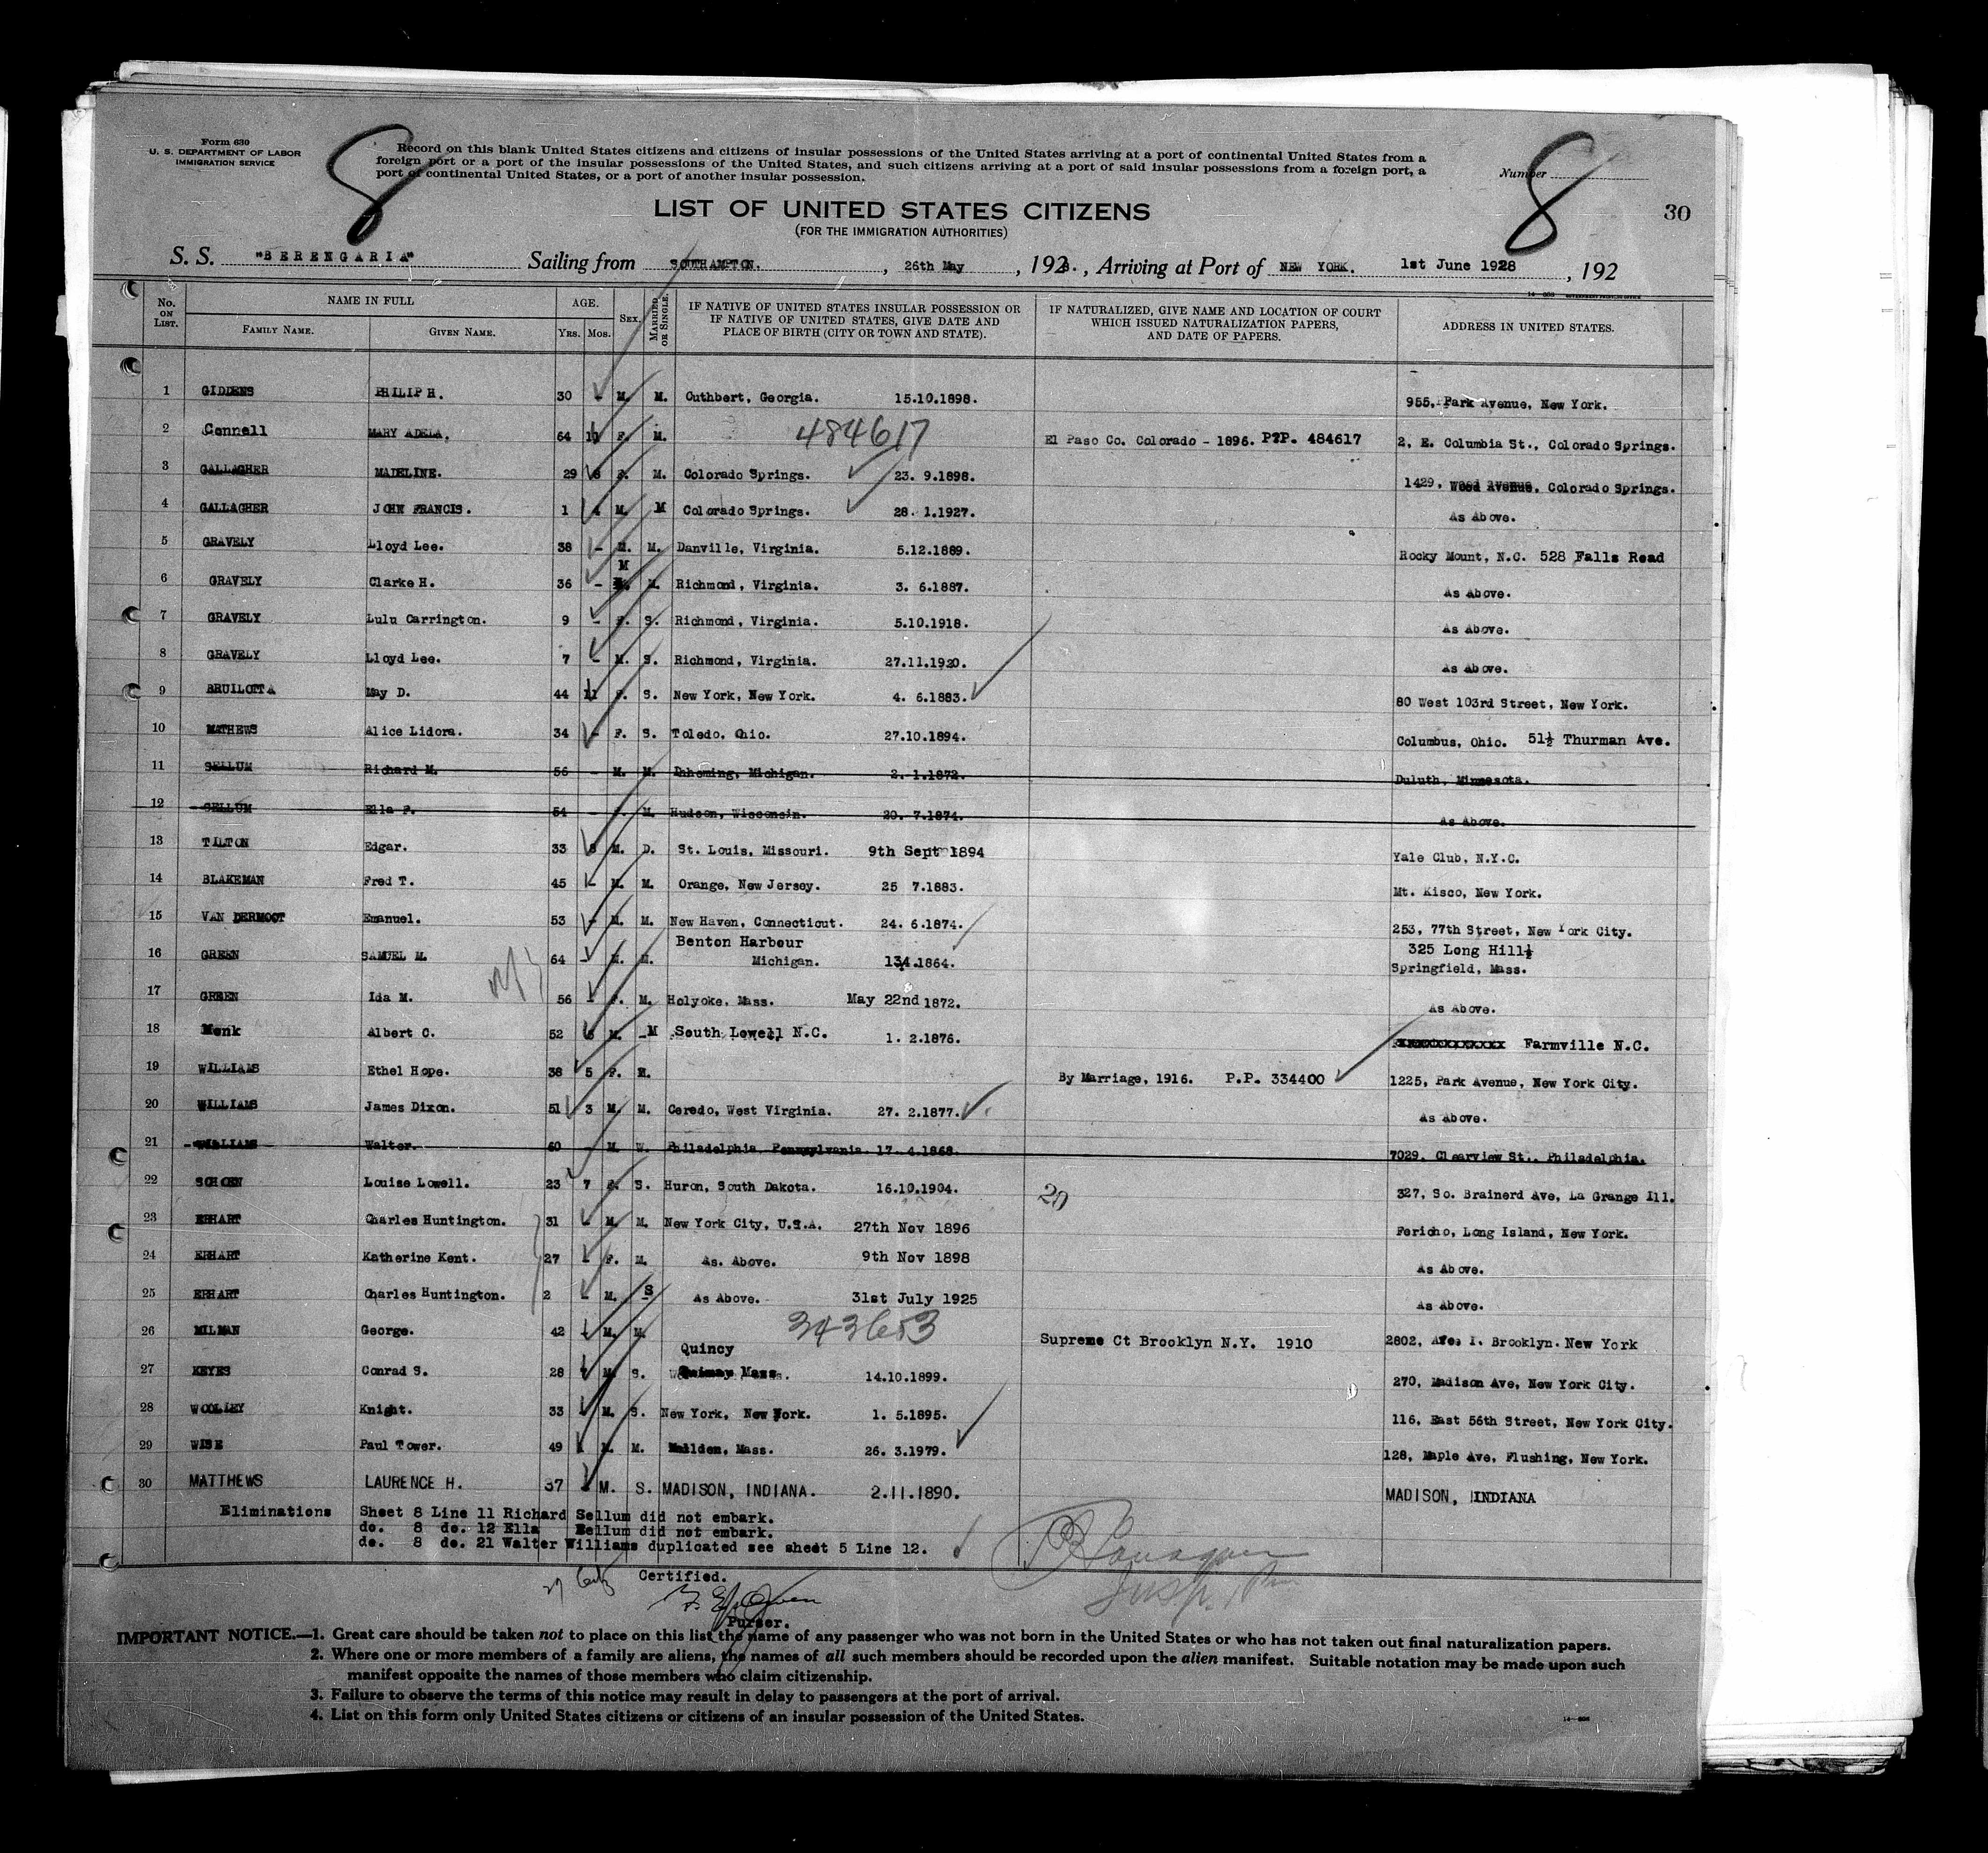 Form 630
U. S. DEPARTMENT OF LABOR
IMMIGRATION SERVICE
8
Record on this blank United States citizens and citizens of insular possessions of the United States arriving at a port of continental United States from a
foreign port or a port of the insular possessions of the United States, and such citizens arriving at a port of said insular possessions from a foreign port, a
port of continental United States, or a port of another insular possession.
Number
8
30
LIST OF UNITED STATES CITIZENS
(FOR THE IMMIGRATION AUTHORITIES)
S. S. "BERENGARIA" Sailing from SOUTHAMPTON. , 26th May , 192 , Arriving at Port of NEW YORK. 1st June 1928 , 192
No. ON LIST. NAME IN FULL FAMILY NAME. GIVEN NAME. AGE. Yrs. Mos. SEX. MARRIED OR SINGLE. IF NATIVE OF UNITED STATES INSULAR POSSESSION OR IF NATIVE OF UNITED STATES, GIVE DATE AND PLACE OF BIRTH (CITY OR TOWN AND STATE). IF NATURALIZED, GIVE NAME AND LOCATION OF COURT WHICH ISSUED NATURALIZATION PAPERS, AND DATE OF PAPERS. ADDRESS IN UNITED STATES.
1 GIDDENS PHILIP H. 30 - M. M. Cuthbert, Georgia. 15.10.1898. 955, Park Avenue, New York.
2 Connell MARY ADELA. 64 F. M. 484617 El Paso Co. Colorado - 1896. P?P. 484617 2, E. Columbia St., Colorado Springs.
3 GALLAGHER MADELINE. 29 8 F. M. Colorado Springs. 23. 9.1898. 1429, Wood Avenue, Colorado Springs.
4 GALLAGHER JOHN FRANCIS. 1 4 M. M Colorado Springs. 28. 1.1927. As Above.
5 GRAVELY Lloyd Lee. 38 - M. M. Danville, Virginia. 5.12.1889. Rocky Mount, N.C. 528 Falls Road
6 GRAVELY Clarke H. 36 - M M. Richmond, Virginia. 3. 6.1887. As Above.
7 GRAVELY Lulu Carrington. 9 - F. S. Richmond, Virginia. 5.10.1918. As Above.
8 GRAVELY Lloyd Lee. 7 - M. S. Richmond, Virginia. 27.11.1920. As Above.
9 BRUILOTTA May D. 44 11 F. S. New York, New York. 4. 6.1883. 80 West 103rd Street, New York.
10 MATHEWS Alice Lidora. 34 - F. S. Toledo, Ohio. 27.10.1894. Columbus, Ohio. 51½ Thurman Ave.
11 SELLUM Richard M. 56 - M. M. Michigan. 2. 1.1872. Duluth, Minnesota.
12 SELLUM Ella F. 54 - F. M. Hudson, Wisconsin. 20. 7.1874. As Above.
13 TILTON Edgar. 33 8 M. D. St. Louis, Missouri. 9th Sept 1894 Yale Club, N.Y.C.
14 BLAKEMAN Fred T. 45 - M. M. Orange, New Jersey. 25 7.1883. Mt. Kisco, New York.
15 VAN DERMOOT Emanuel. 53 - M. M. New Haven, Connecticut. 24. 6.1874. 253, 77th Street, New York City.
16 GREEN SAMUEL M. 64 - M. M. Benton Harbour Michigan. .1864. 325 Long Hill Springfield, Mass.
17 GREEN Ida M. 56 - F. M. Holyoke, Mass. May 22nd 1872. As Above.
18 Monk Albert C. 52 M. -M South Lowell N.C. 1. 2.1876. Farmville N.C.
19 WILLIAMS Ethel Hope. 38 5 F. M. By Marriage, 1916. P.P. 334400 1225, Park Avenue, New York City.
20 WILLIAMS James Dixon. 51 3 M. M. Ceredo, West Virginia. 27. 2.1877. As Above.
21 WILLIAMS Walter. 60 - M. W. Philadelphia, Pennsylvania. 17. 4.1868. 7029, Clearview St., Philadelphia.
22 SCHOEN Louise Lowell. 23 7 F. S. Huron, South Dakota. 16.10.1904. 20 327, So. Brainerd Ave, La Grange Ill.
23 ERHART Charles Huntington. 31 - M. M. New York City, U.S.A. 27th Nov 1896 Fericho, Long Island, New York.
24 ERHART Katherine Kent. 27 - F. M. As. Above. 9th Nov 1898 As Above.
25 ERHART Charles Huntington. 2 - M. S As Above. 31st July 1925 As Above.
26 MILMAN George. 42 - M. M. 343653 Supreme Ct Brooklyn N.Y. 1910 2802, Ave. I. Brooklyn. New York
27 KEYES Conrad S. 28 M. S. Quincy Mass. 14.10.1899. 270, Madison Ave, New York City.
28 WOOLLEY Knight. 33 - M. S. New York, New York. 1. 5.1895. 116, East 56th Street, New York City.
29 WISE Paul Tower. 49 M. M. Mallden, Mass. 26. 3.1979. 128, Maple Ave, Flushing, New York.
30 MATTHEWS LAURENCE H. 37 M. S. MADISON, INDIANA. 2.11.1890. MADISON, INDIANA
Eliminations Sheet 8 Line 11 Richard Sellum did not embark.
do. 8 do. 12 Ella Sellum did not embark.
do. 8 do. 21 Walter Williams duplicated see sheet 5 Line 12.
Certified.
Purser.
IMPORTANT NOTICE.—1. Great care should be taken not to place on this list the name of any passenger who was not born in the United States or who has not taken out final naturalization papers.
2. Where one or more members of a family are aliens, the names of all such members should be recorded upon the alien manifest. Suitable notation may be made upon such
manifest opposite the names of those members who claim citizenship.
3. Failure to observe the terms of this notice may result in delay to passengers at the port of arrival.
4. List on this form only United States citizens or citizens of an insular possession of the United States.